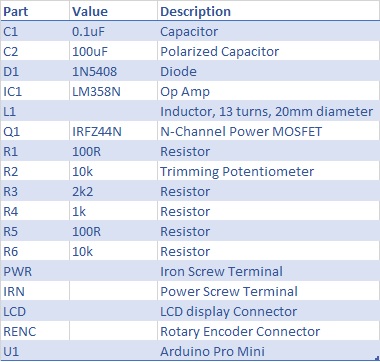 Part Value Description
C1 0.1uF Capacitor
C2 100uF Polarized Capacitor
D1 1N5408 Diode
IC1 LM358N Op Amp
L1 Inductor, 13 turns, 20mm diameter
Q1 IRFZ44N N-Channel Power MOSFET
R1 100R Resistor
R2 10k Trimming Potentiometer
R3 2k2 Resistor
R4 1k Resistor
R5 100R Resistor
R6 10k Resistor
PWR Iron Screw Terminal
IRN Power Screw Terminal
LCD LCD display Connector
RENC Rotary Encoder Connector
U1 Arduino Pro Mini